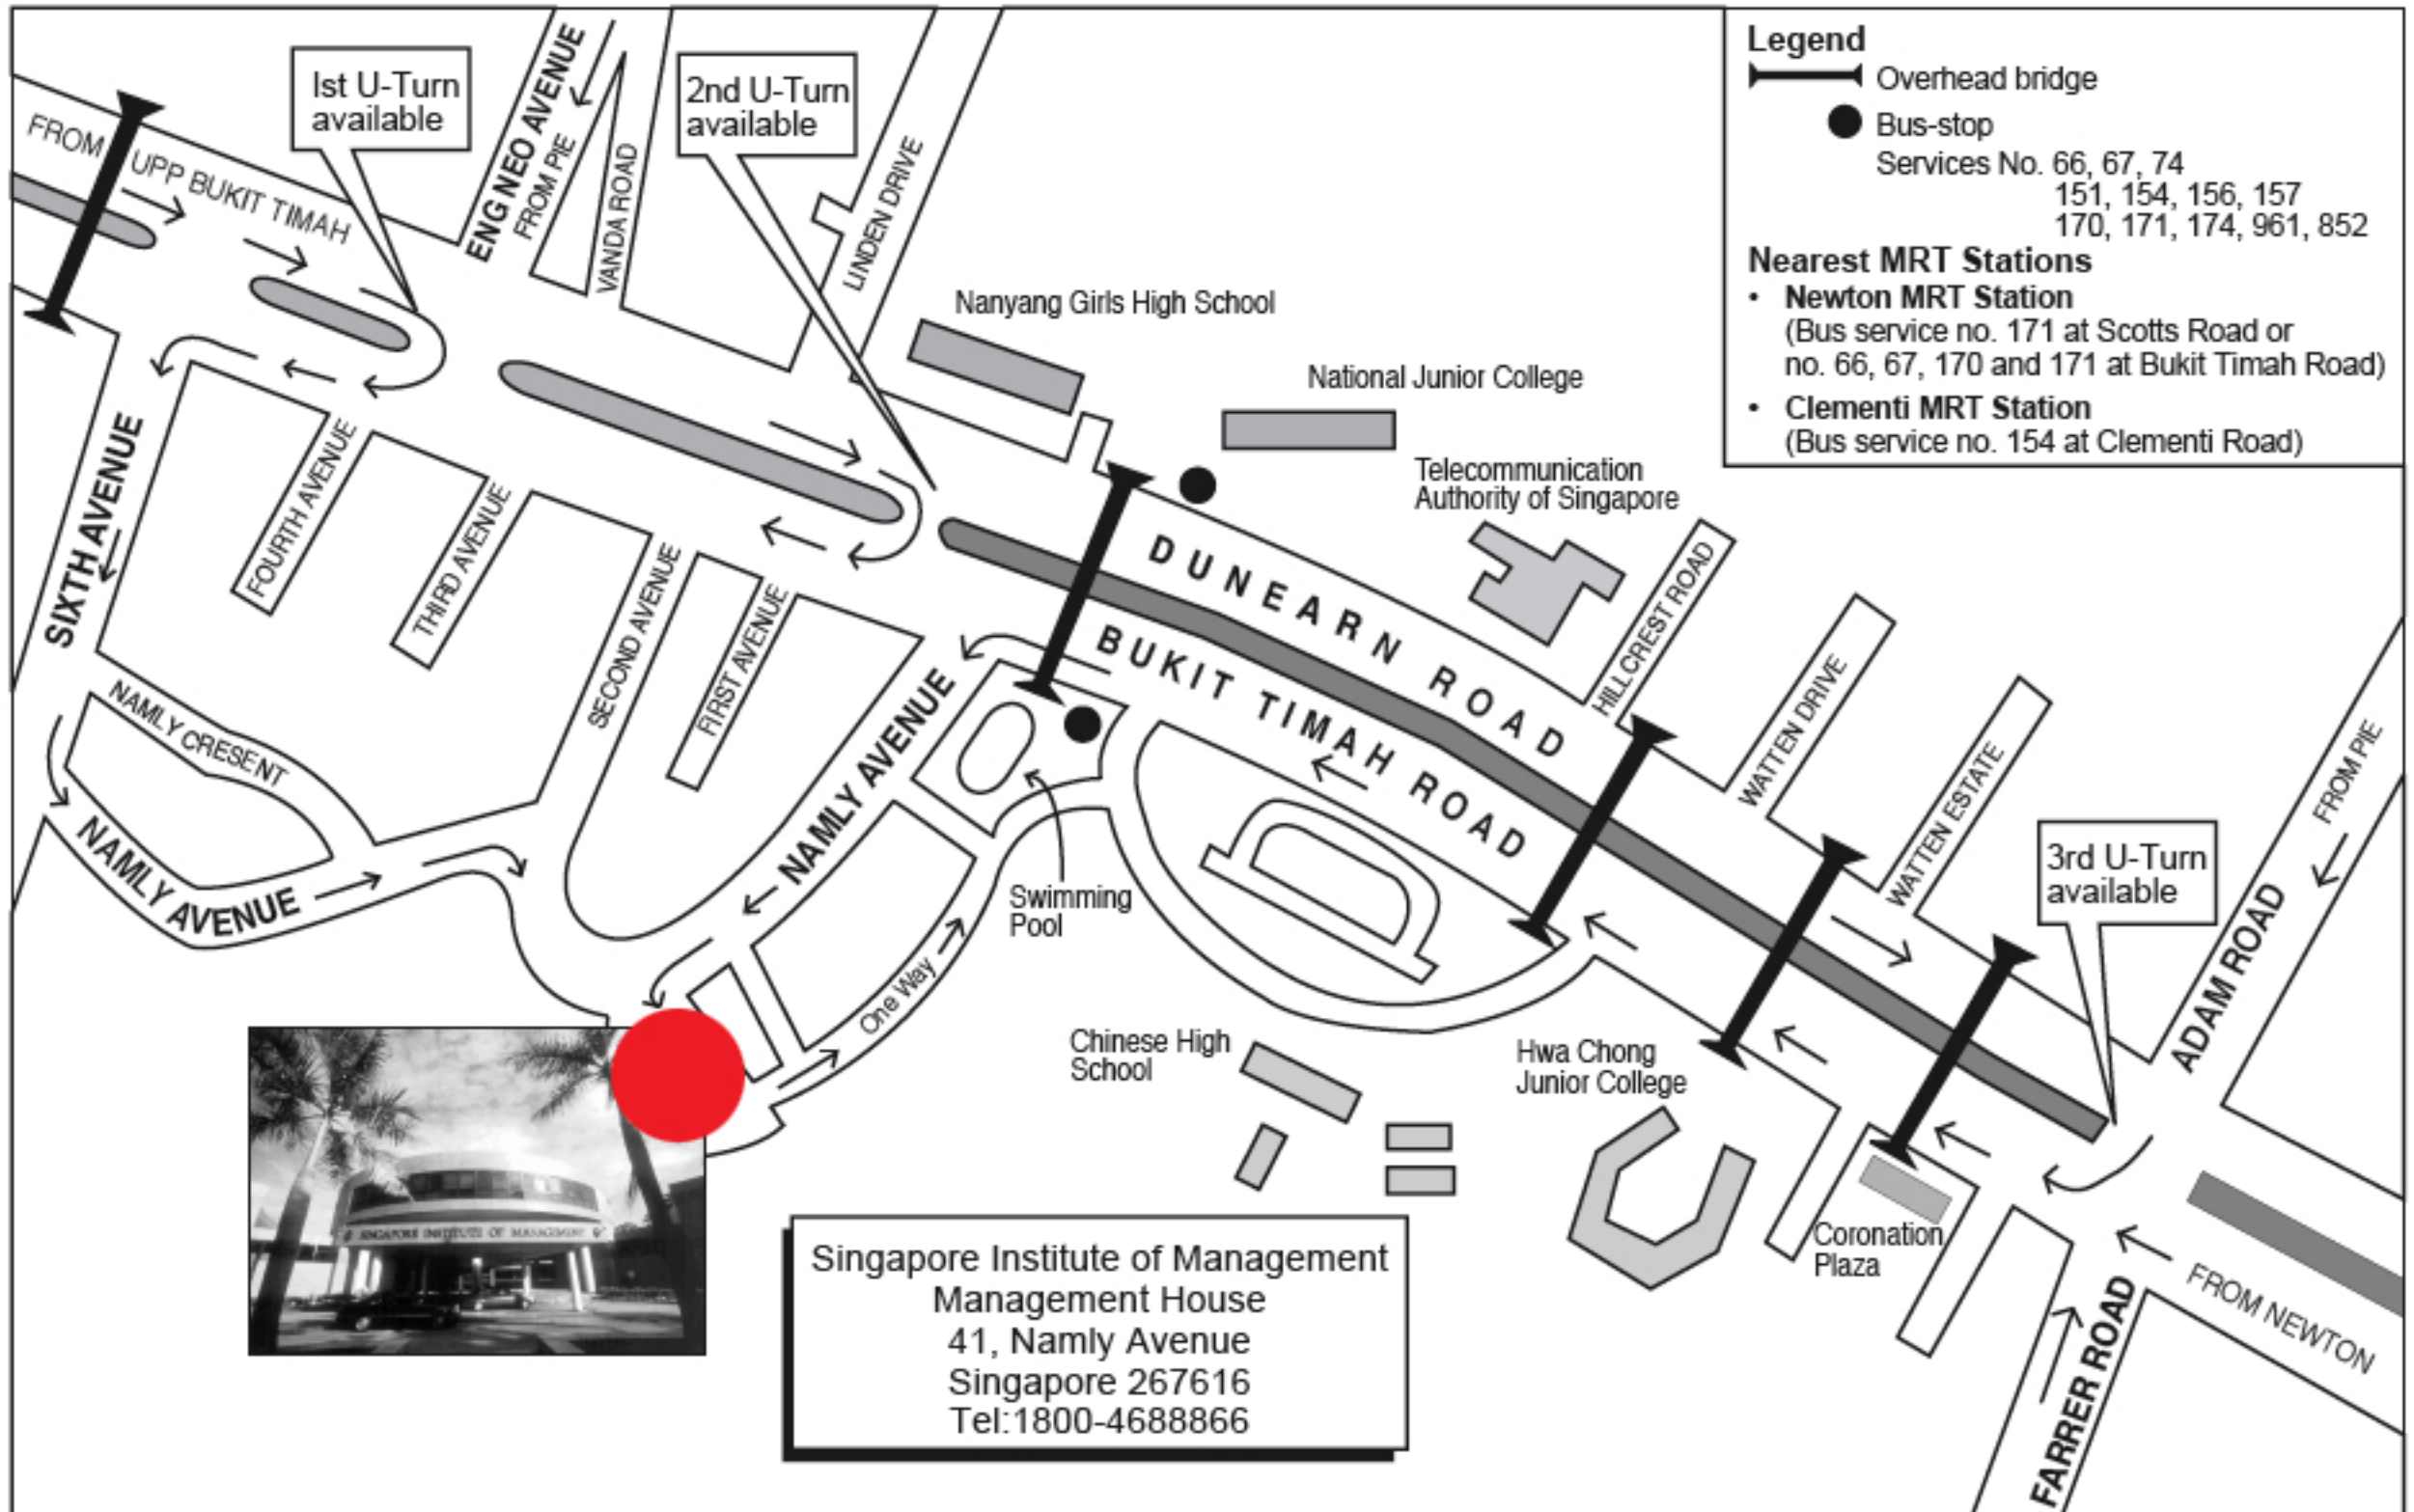 Ist U-Turn
available
2nd U-Turn
available
3rd U-Turn
available
FROM UPP BUKIT TIMAH
ENG NEO AVENUE
FROM PIE
VANDA ROAD
LINDEN DRIVE
Legend
Overhead bridge
Bus-stop
Services No. 66, 67, 74
151, 154, 156, 157
170, 171, 174, 961, 852
Nearest MRT Stations
• Newton MRT Station
(Bus service no. 171 at Scotts Road or
no. 66, 67, 170 and 171 at Bukit Timah Road)
• Clementi MRT Station
(Bus service no. 154 at Clementi Road)
Nanyang Girls High School
National Junior College
Telecommunication
Authority of Singapore
SIXTH AVENUE
FOURTH AVENUE
THIRD AVENUE
SECOND AVENUE
FIRST AVENUE
NAMLY AVENUE
DUNEARN ROAD
BUKIT TIMAH ROAD
HILLCREST ROAD
WATTEN DRIVE
WATTEN ESTATE
FROM PIE
ADAM ROAD
NAMLY CRESENT
NAMLY AVENUE
Swimming
Pool
One Way
Chinese High
School
Hwa Chong
Junior College
Coronation
Plaza
FROM NEWTON
FARRER ROAD
SINGAPORE INSTITUTE OF MANAGEMENT
Singapore Institute of Management
Management House
41, Namly Avenue
Singapore 267616
Tel:1800-4688866